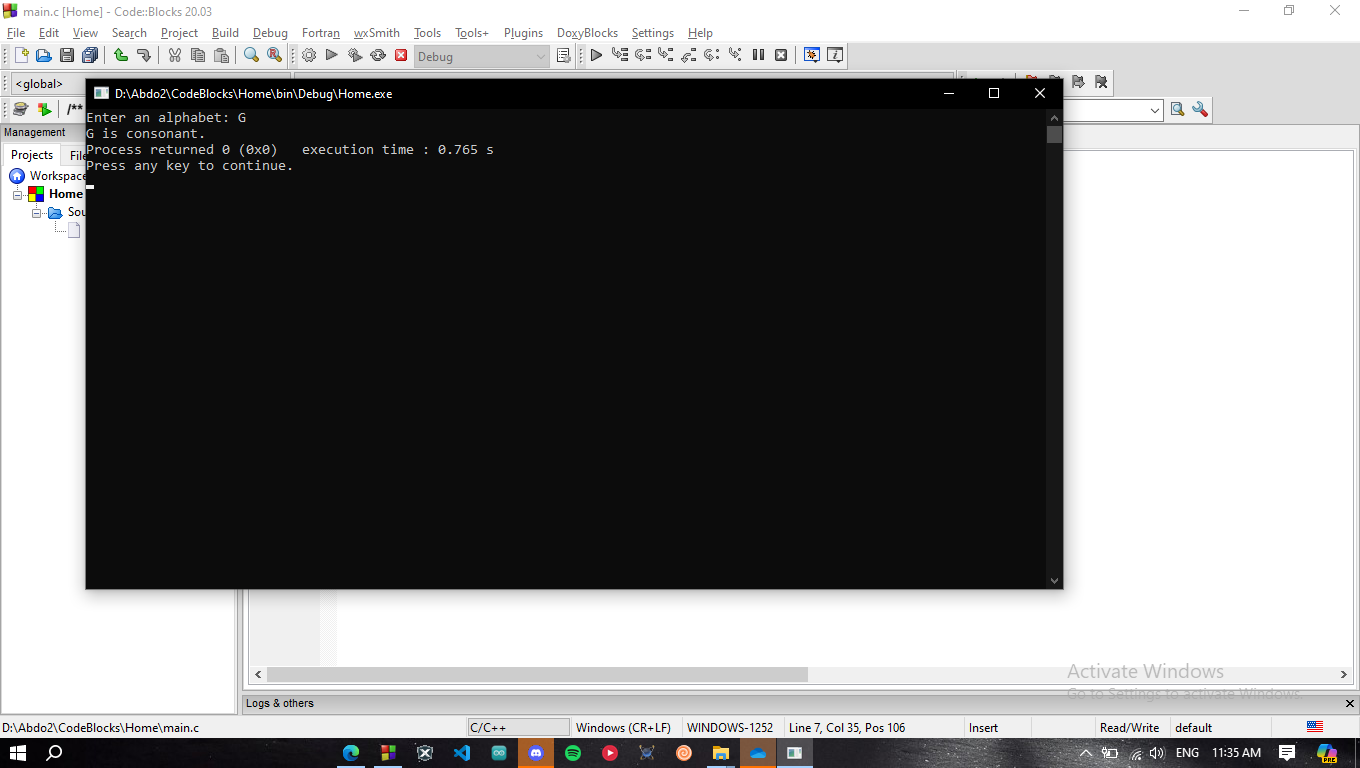 main.c [Home] - Code::Blocks 20.03
File Edit View Search Project Build Debug Fortran wxSmith Tools Tools+ Plugins DoxyBlocks Settings Help
Debug
<global>
D:\Abdo2\CodeBlocks\Home\bin\Debug\Home.exe
/**
Enter an alphabet: G
G is consonant.
Process returned 0 (0x0)   execution time : 0.765 s
Press any key to continue.
Management
Projects
Workspace
Home
Activate Windows
Go to Settings to activate Windows.
Logs & others
D:\Abdo2\CodeBlocks\Home\main.c C/C++ Windows (CR+LF) WINDOWS-1252 Line 7, Col 35, Pos 106 Insert Read/Write default
ENG 11:35 AM
PRE